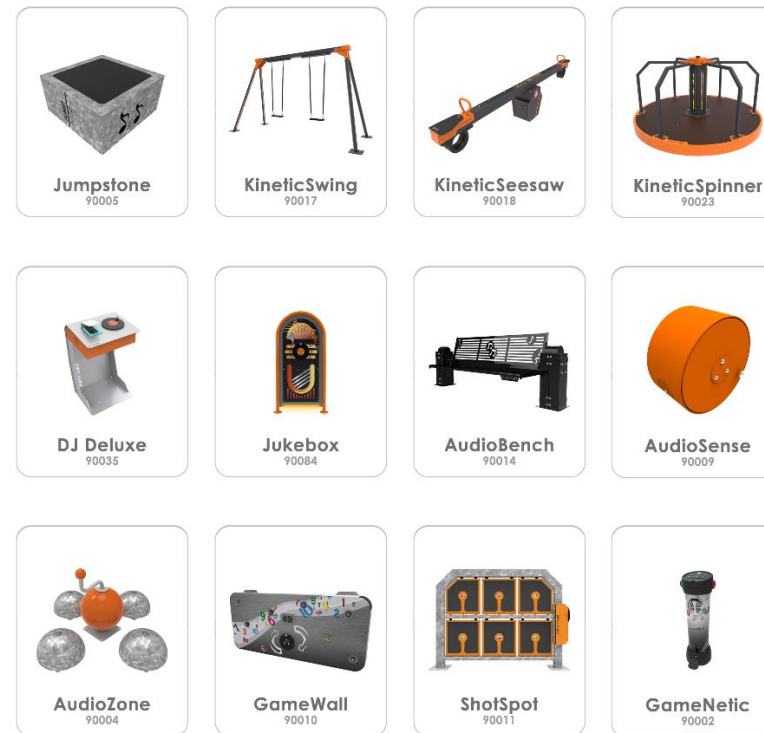 Jumpstone
90005
KineticSwing
90017
KineticSeesaw
90018
KineticSpinner
90023
DJ Deluxe
90035
Jukebox
90084
AudioBench
90014
AudioSense
90009
AudioZone
90004
GameWall
90010
ShotSpot
90011
GameNetic
90002